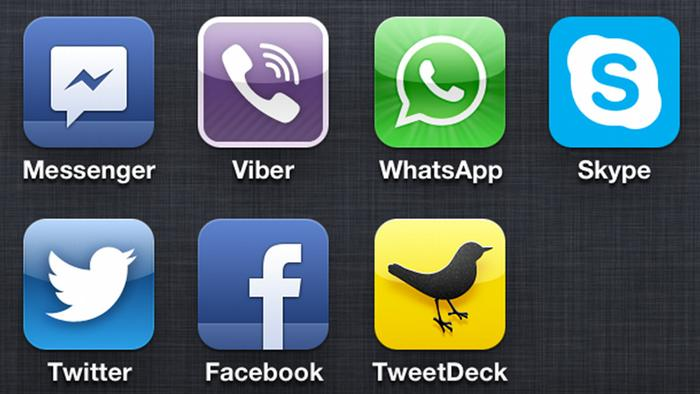 Messenger
Viber
WhatsApp
Skype
Twitter
Facebook
TweetDeck